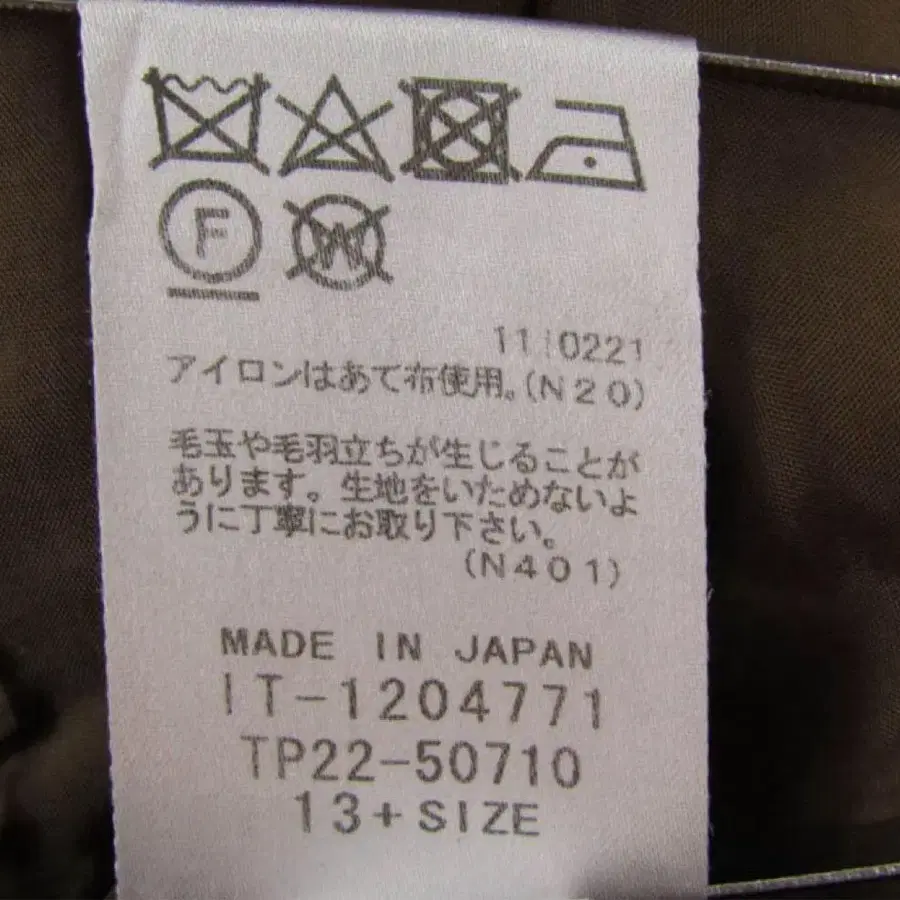 F W
11 0221
アイロンはあて布使用。(N20)
毛玉や毛羽立ちが生じることが
あります。生地をいためないよ
うに丁寧にお取り下さい。
(N401)
MADE IN JAPAN
IT-1204771
TP22-50710
13+SIZE